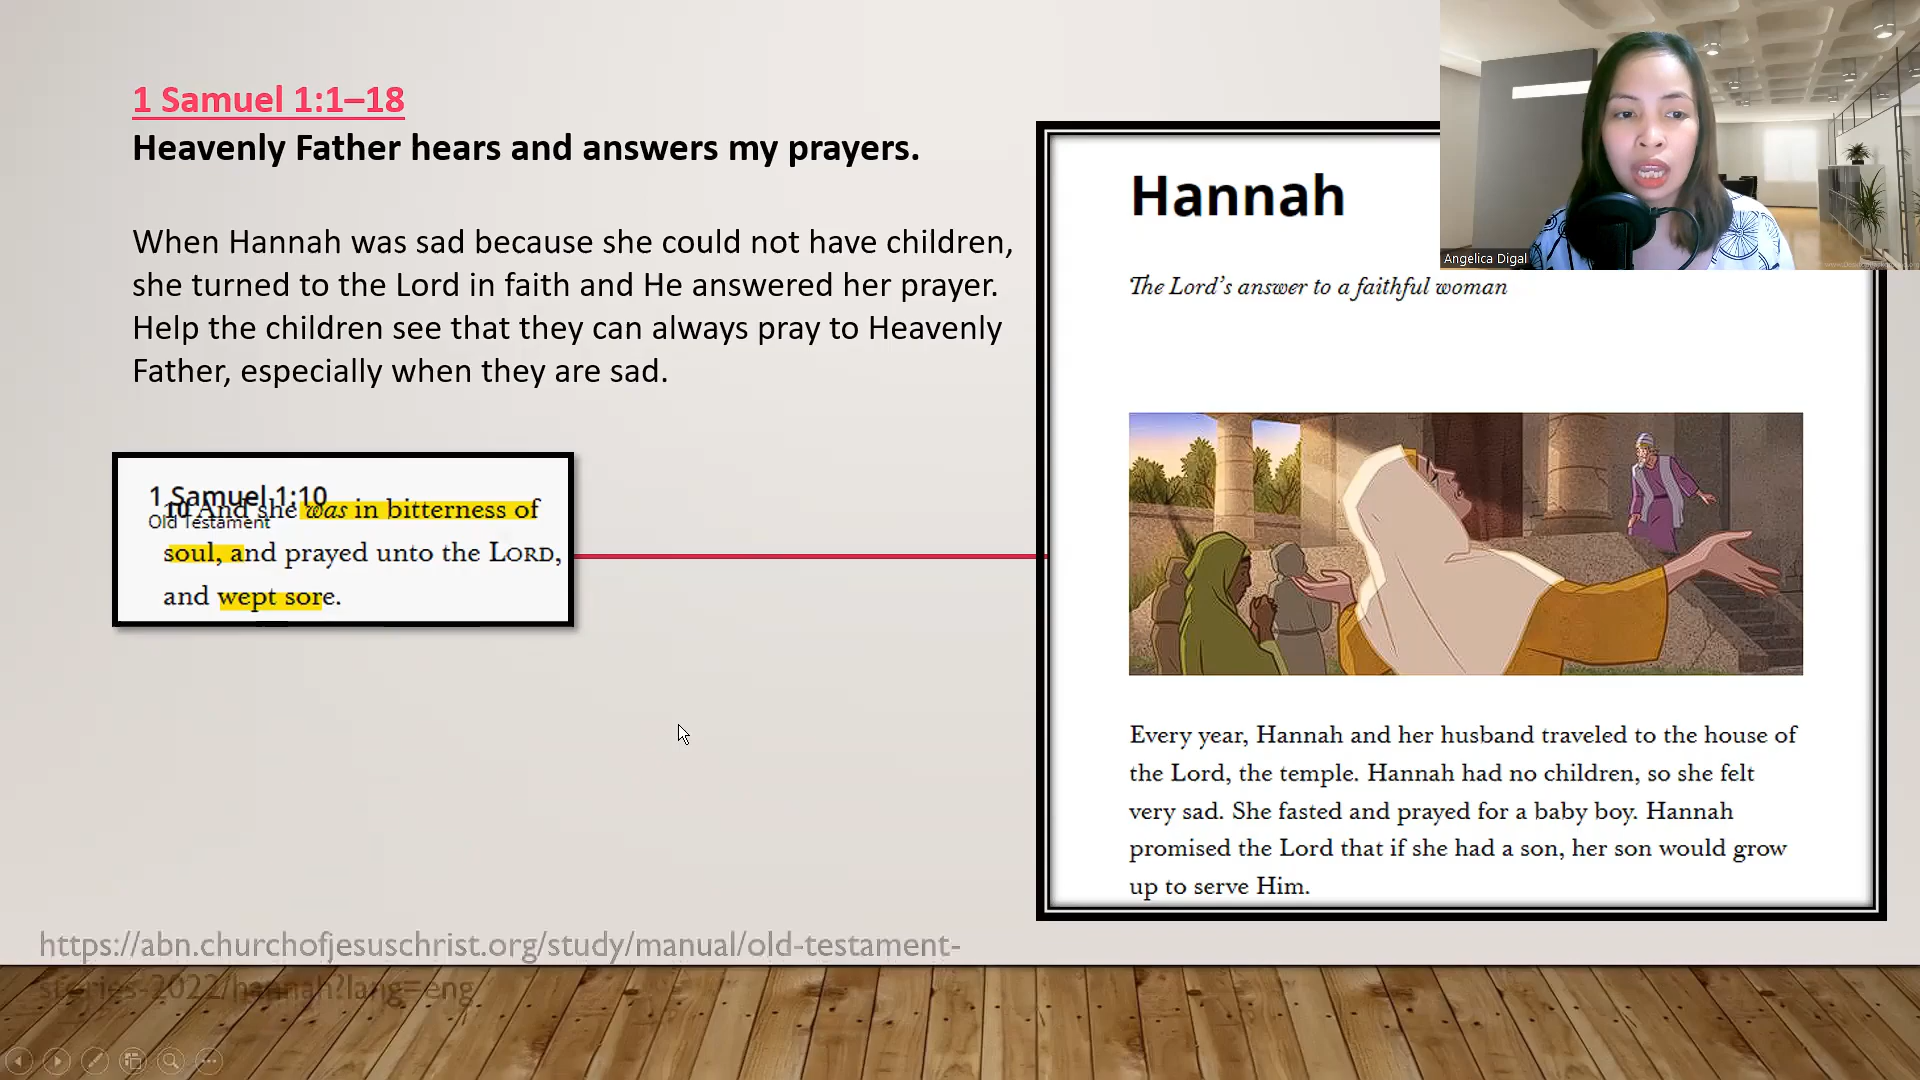 1 Samuel 1:1–18
Heavenly Father hears and answers my prayers.
When Hannah was sad because she could not have children,
she turned to the Lord in faith and He answered her prayer.
Help the children see that they can always pray to Heavenly
Father, especially when they are sad.
1 Samuel 1:10
Old Testament
10 And she was in bitterness of
soul, and prayed unto the LORD,
and wept sore.
https://abn.churchofjesuschrist.org/study/manual/old-testament-
stories-2022/hannah?lang=eng
Hannah
The Lord’s answer to a faithful woman
Every year, Hannah and her husband traveled to the house of
the Lord, the temple. Hannah had no children, so she felt
very sad. She fasted and prayed for a baby boy. Hannah
promised the Lord that if she had a son, her son would grow
up to serve Him.
Angelica Digal